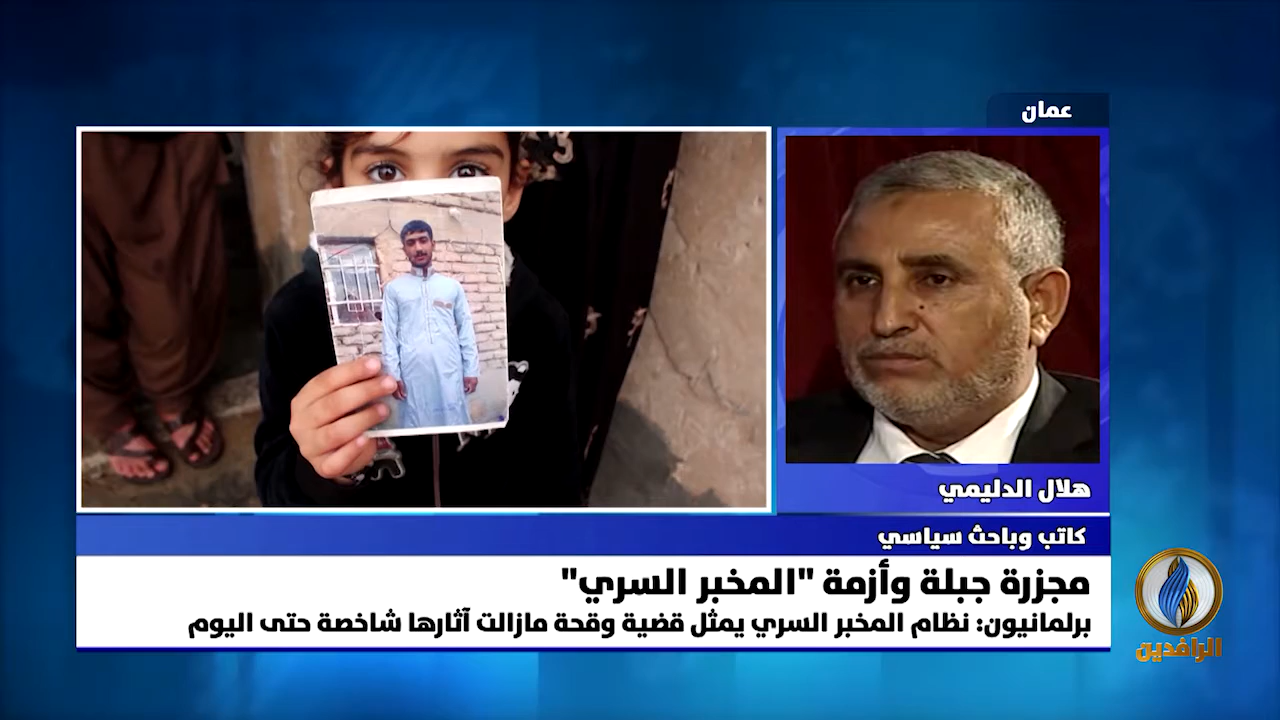 عمان
هلال الدليمي
كاتب وباحث سياسي
مجزرة جبلة وأزمة "المخبر السري"
برلمانيون: نظام المخبر السري يمثل قضية وقحة مازالت آثارها شاخصة حتى اليوم
الرافدين